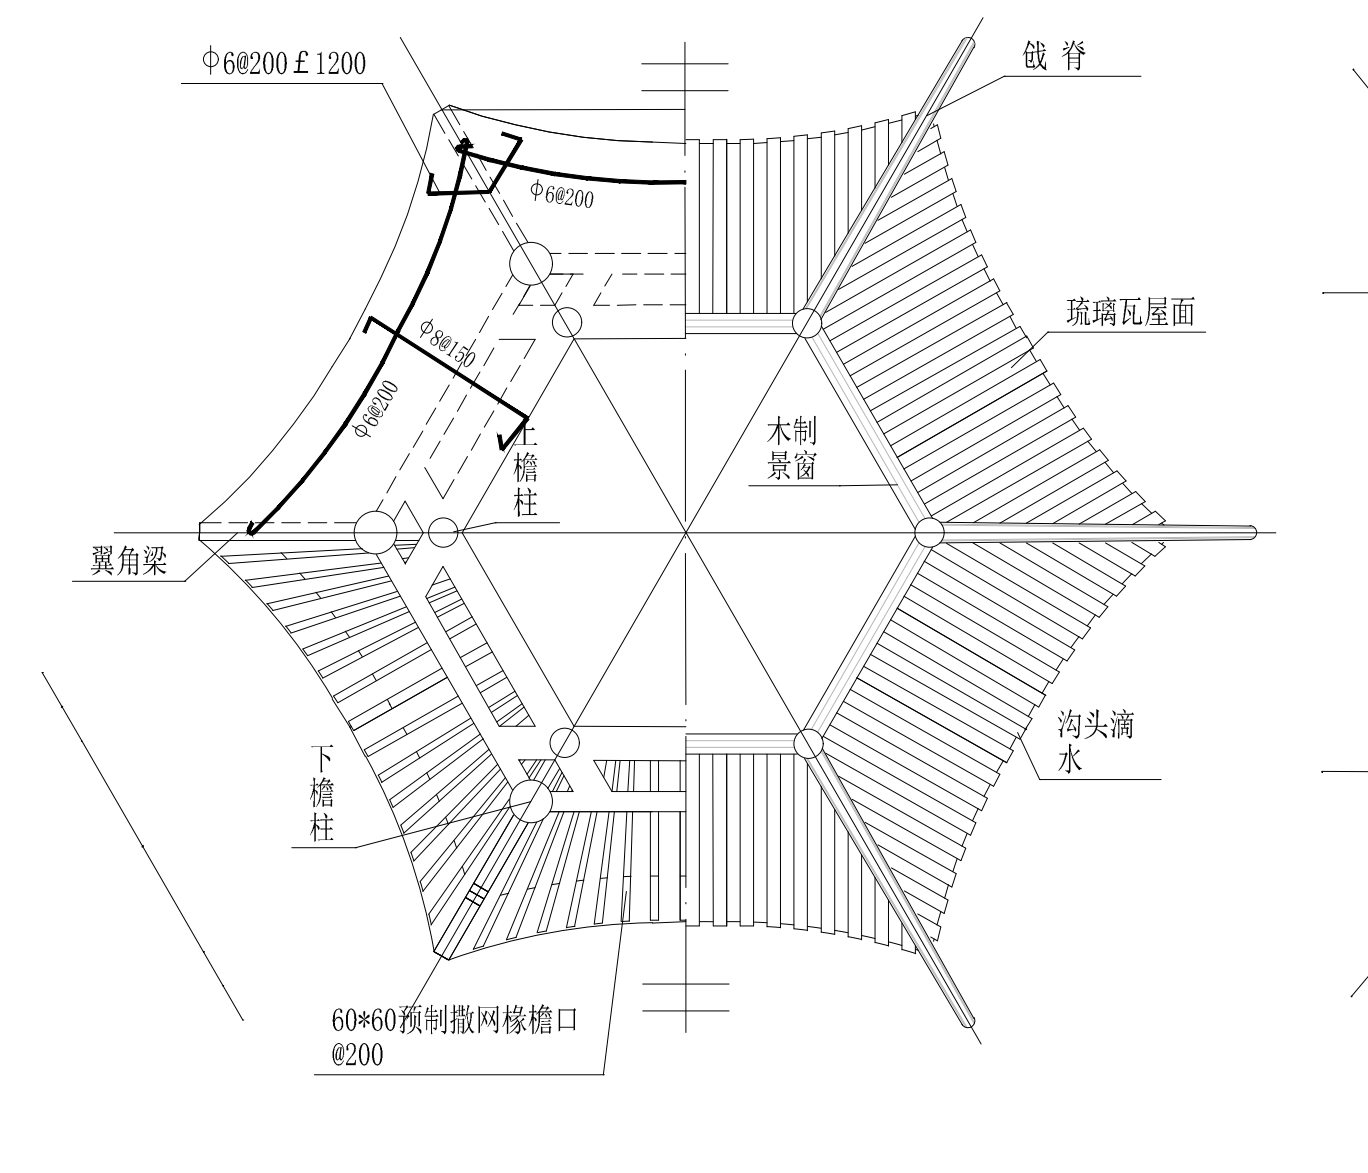 ϕ6@200￡1200
戗 脊
ϕ6@200
琉璃瓦屋面
ϕ8@150
ϕ6@200
木制
景窗
上
檐
柱
翼角梁
沟头滴
水
下
檐
柱
60*60预制撒网椽檐口
@200